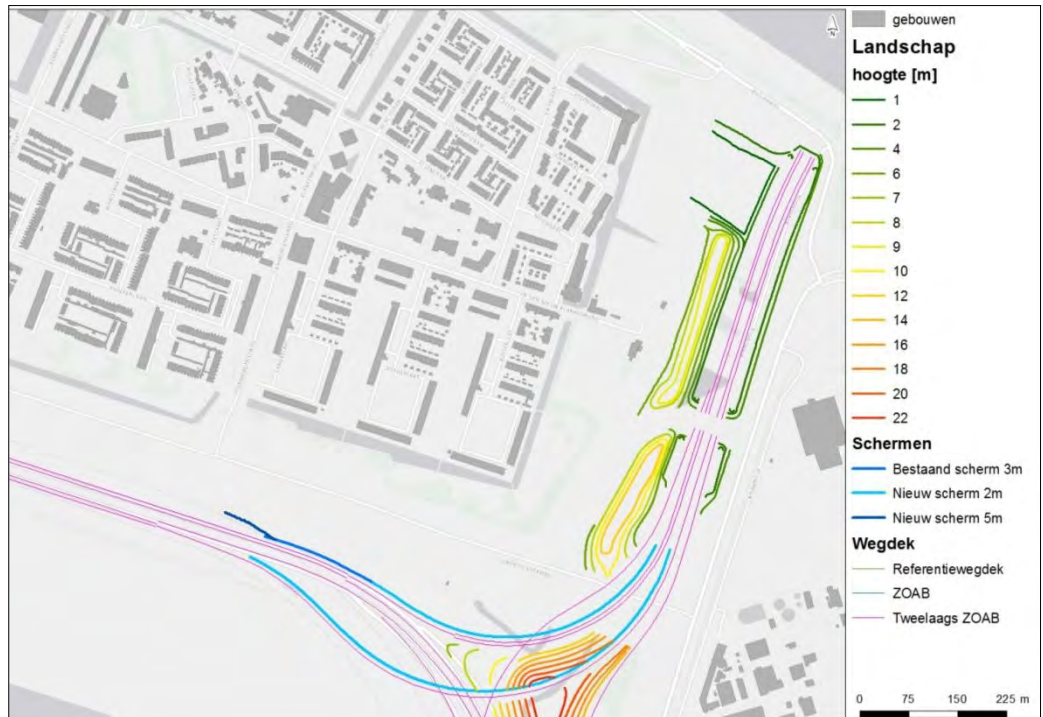 N
gebouwen
Landschap
hoogte [m]
1
2
4
6
7
8
9
10
12
14
16
18
20
22
Schermen
Bestaand scherm 3m
Nieuw scherm 2m
Nieuw scherm 5m
Wegdek
Referentiewegdek
ZOAB
Tweelaags ZOAB
0 75 150 225 m